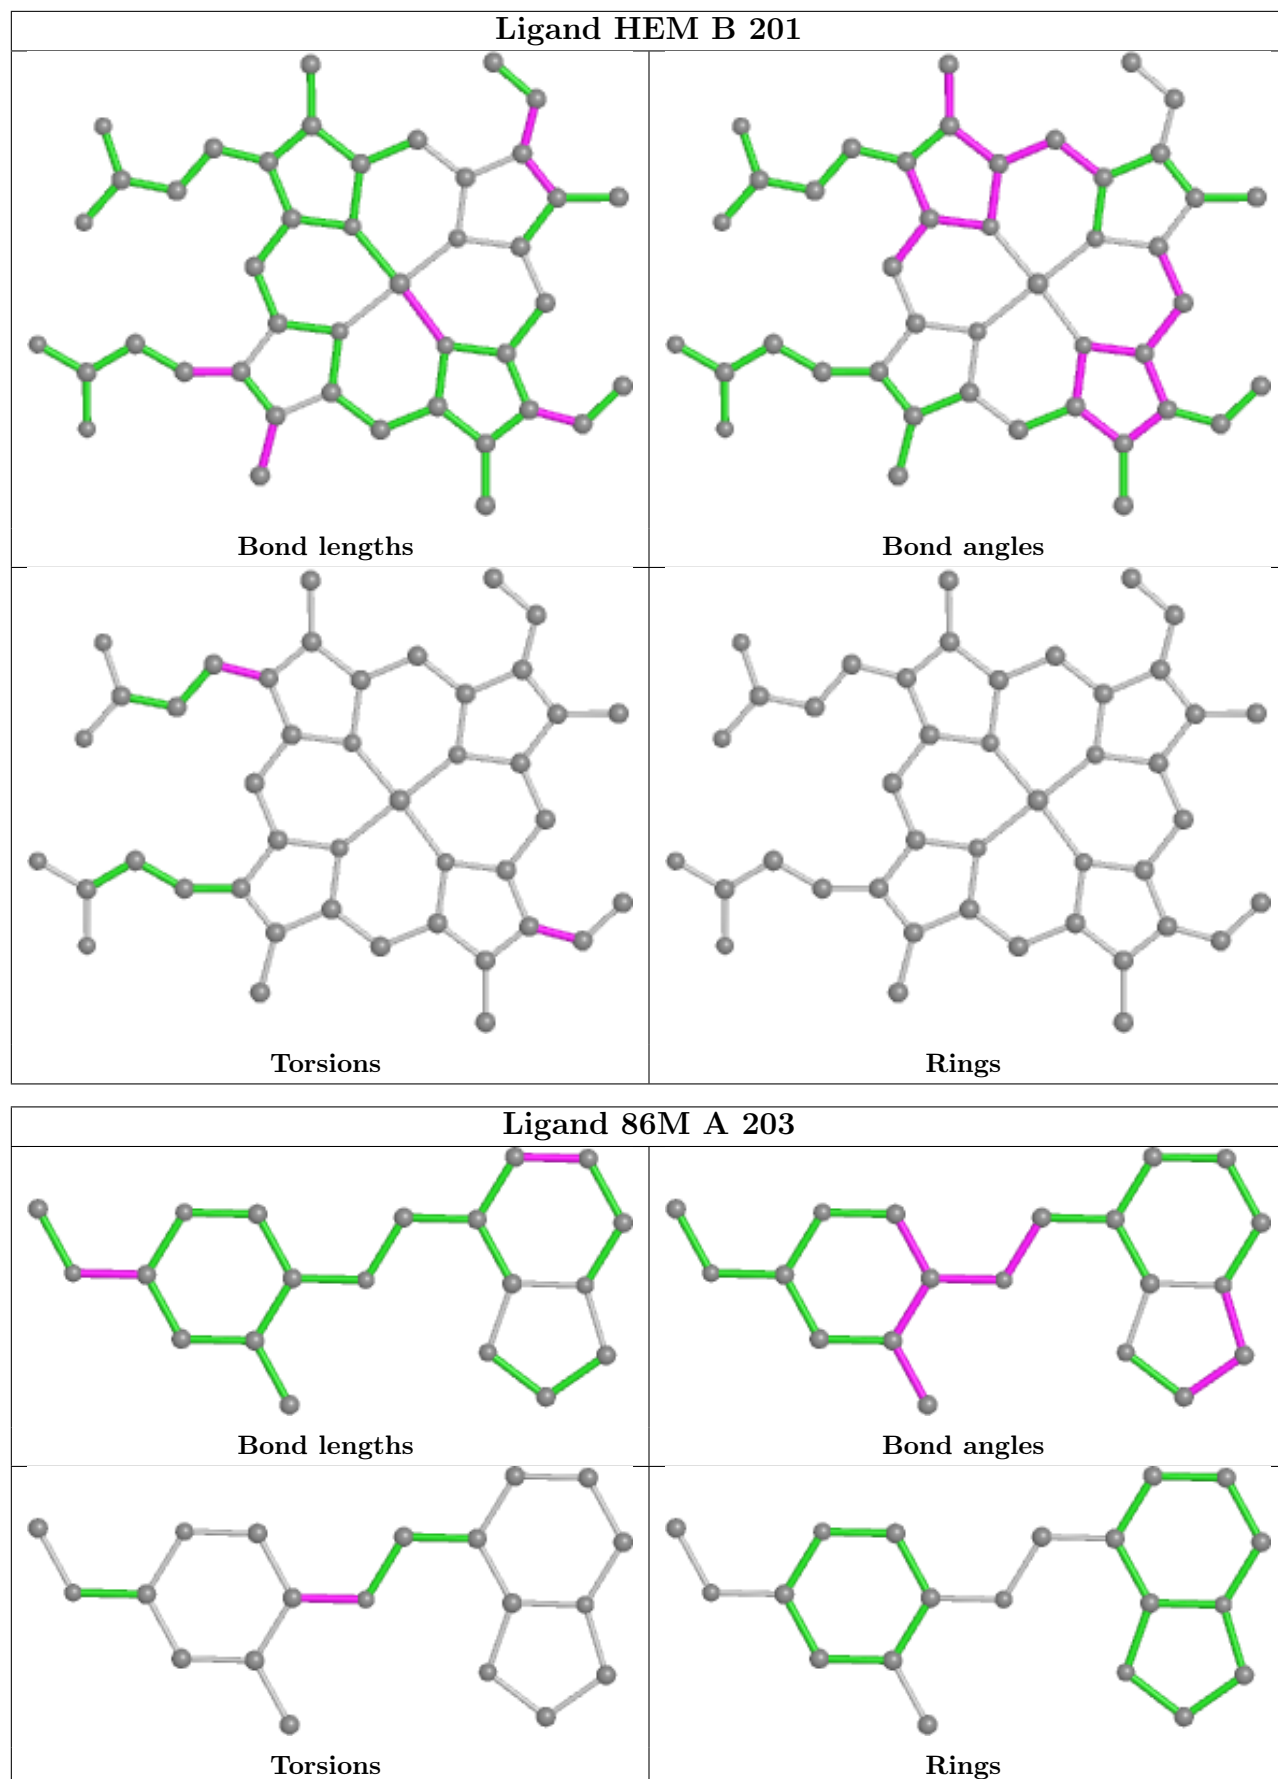 Ligand HEM B 201
Bond lengths
Bond angles
Torsions
Rings
Ligand 86M A 203
Bond lengths
Bond angles
Torsions
Rings